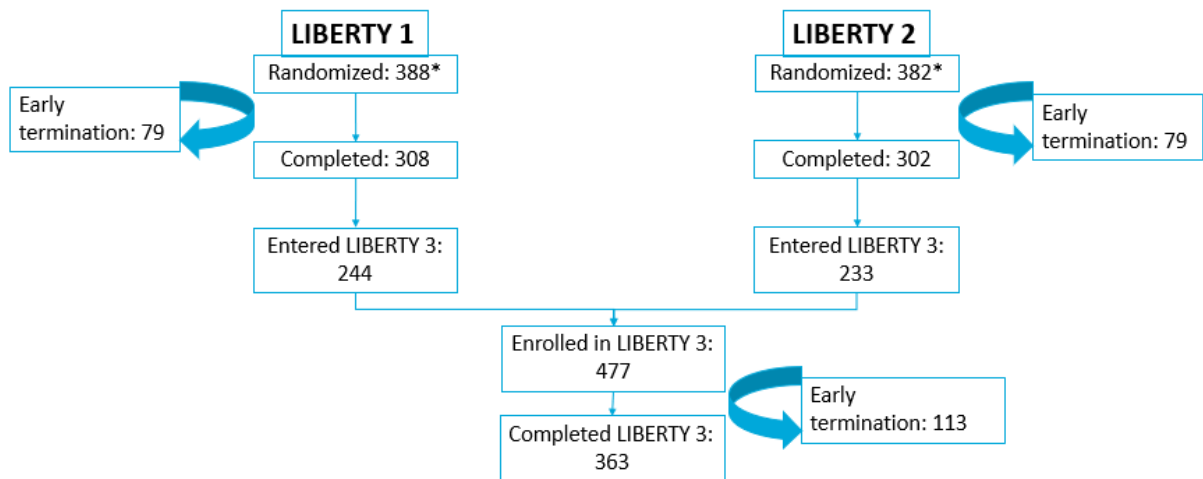 LIBERTY 1
Randomized: 388*
Early
termination: 79
Completed: 308
Entered LIBERTY 3:
244
LIBERTY 2
Randomized: 382*
Early
termination: 79
Completed: 302
Entered LIBERTY 3:
233
Enrolled in LIBERTY 3:
477
Early
termination: 113
Completed LIBERTY 3:
363